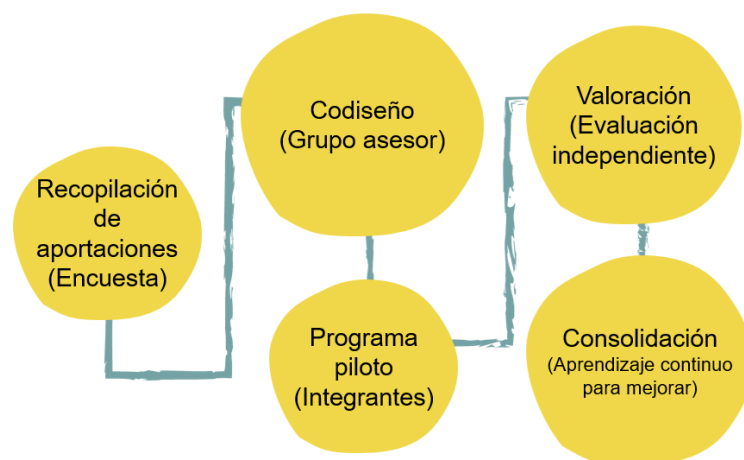 Recopilación
de
aportaciones
(Encuesta)
Codiseño
(Grupo asesor)
Programa
piloto
(Integrantes)
Valoración
(Evaluación
independiente)
Consolidación
(Aprendizaje continuo
para mejorar)